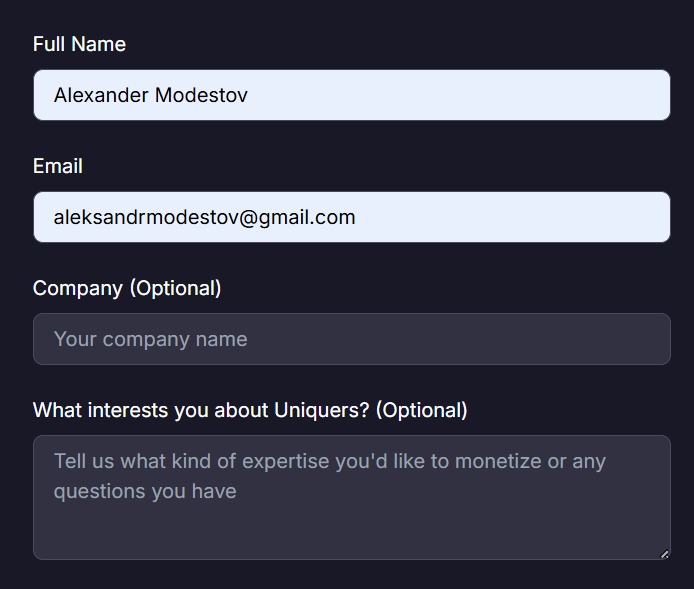 Full Name
Alexander Modestov
Email
aleksandrmodestov@gmail.com
Company (Optional)
Your company name
What interests you about Uniquers? (Optional)
Tell us what kind of expertise you'd like to monetize or any
questions you have